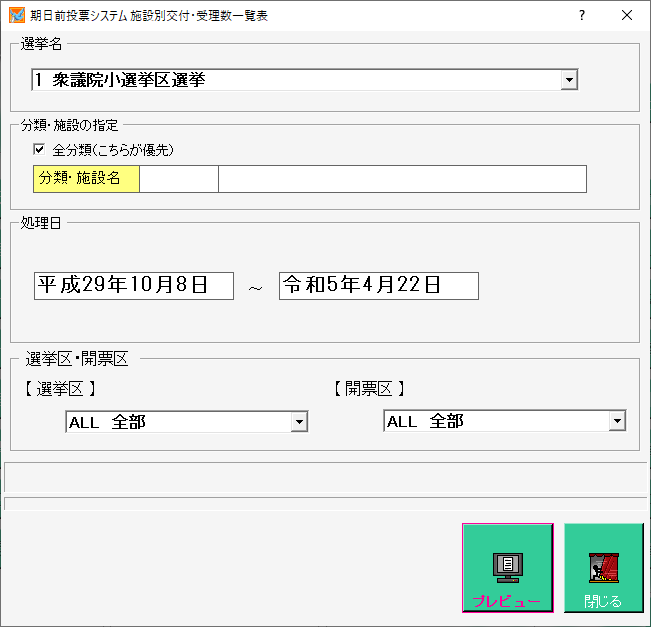 期日前投票システム 施設別交付・受理数一覧表
選挙名
1 衆議院小選挙区選挙
分類・施設の指定
全分類(こちらが優先)
分類・施設名
処理日
平成29年10月8日 ～ 令和5年4月22日
選挙区・開票区
【 選挙区 】 【 開票区 】
ALL 全部 ALL 全部
プレビュー 閉じる